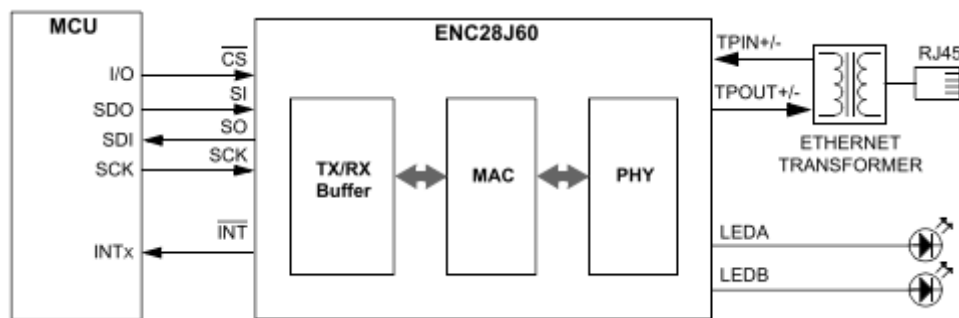 MCU
I/O
SDO
SDI
SCK
INTx
CS
SI
SO
SCK
INT
ENC28J60
TX/RX
Buffer
MAC
PHY
TPIN+/-
TPOUT+/-
LEDA
LEDB
RJ45
ETHERNET
TRANSFORMER